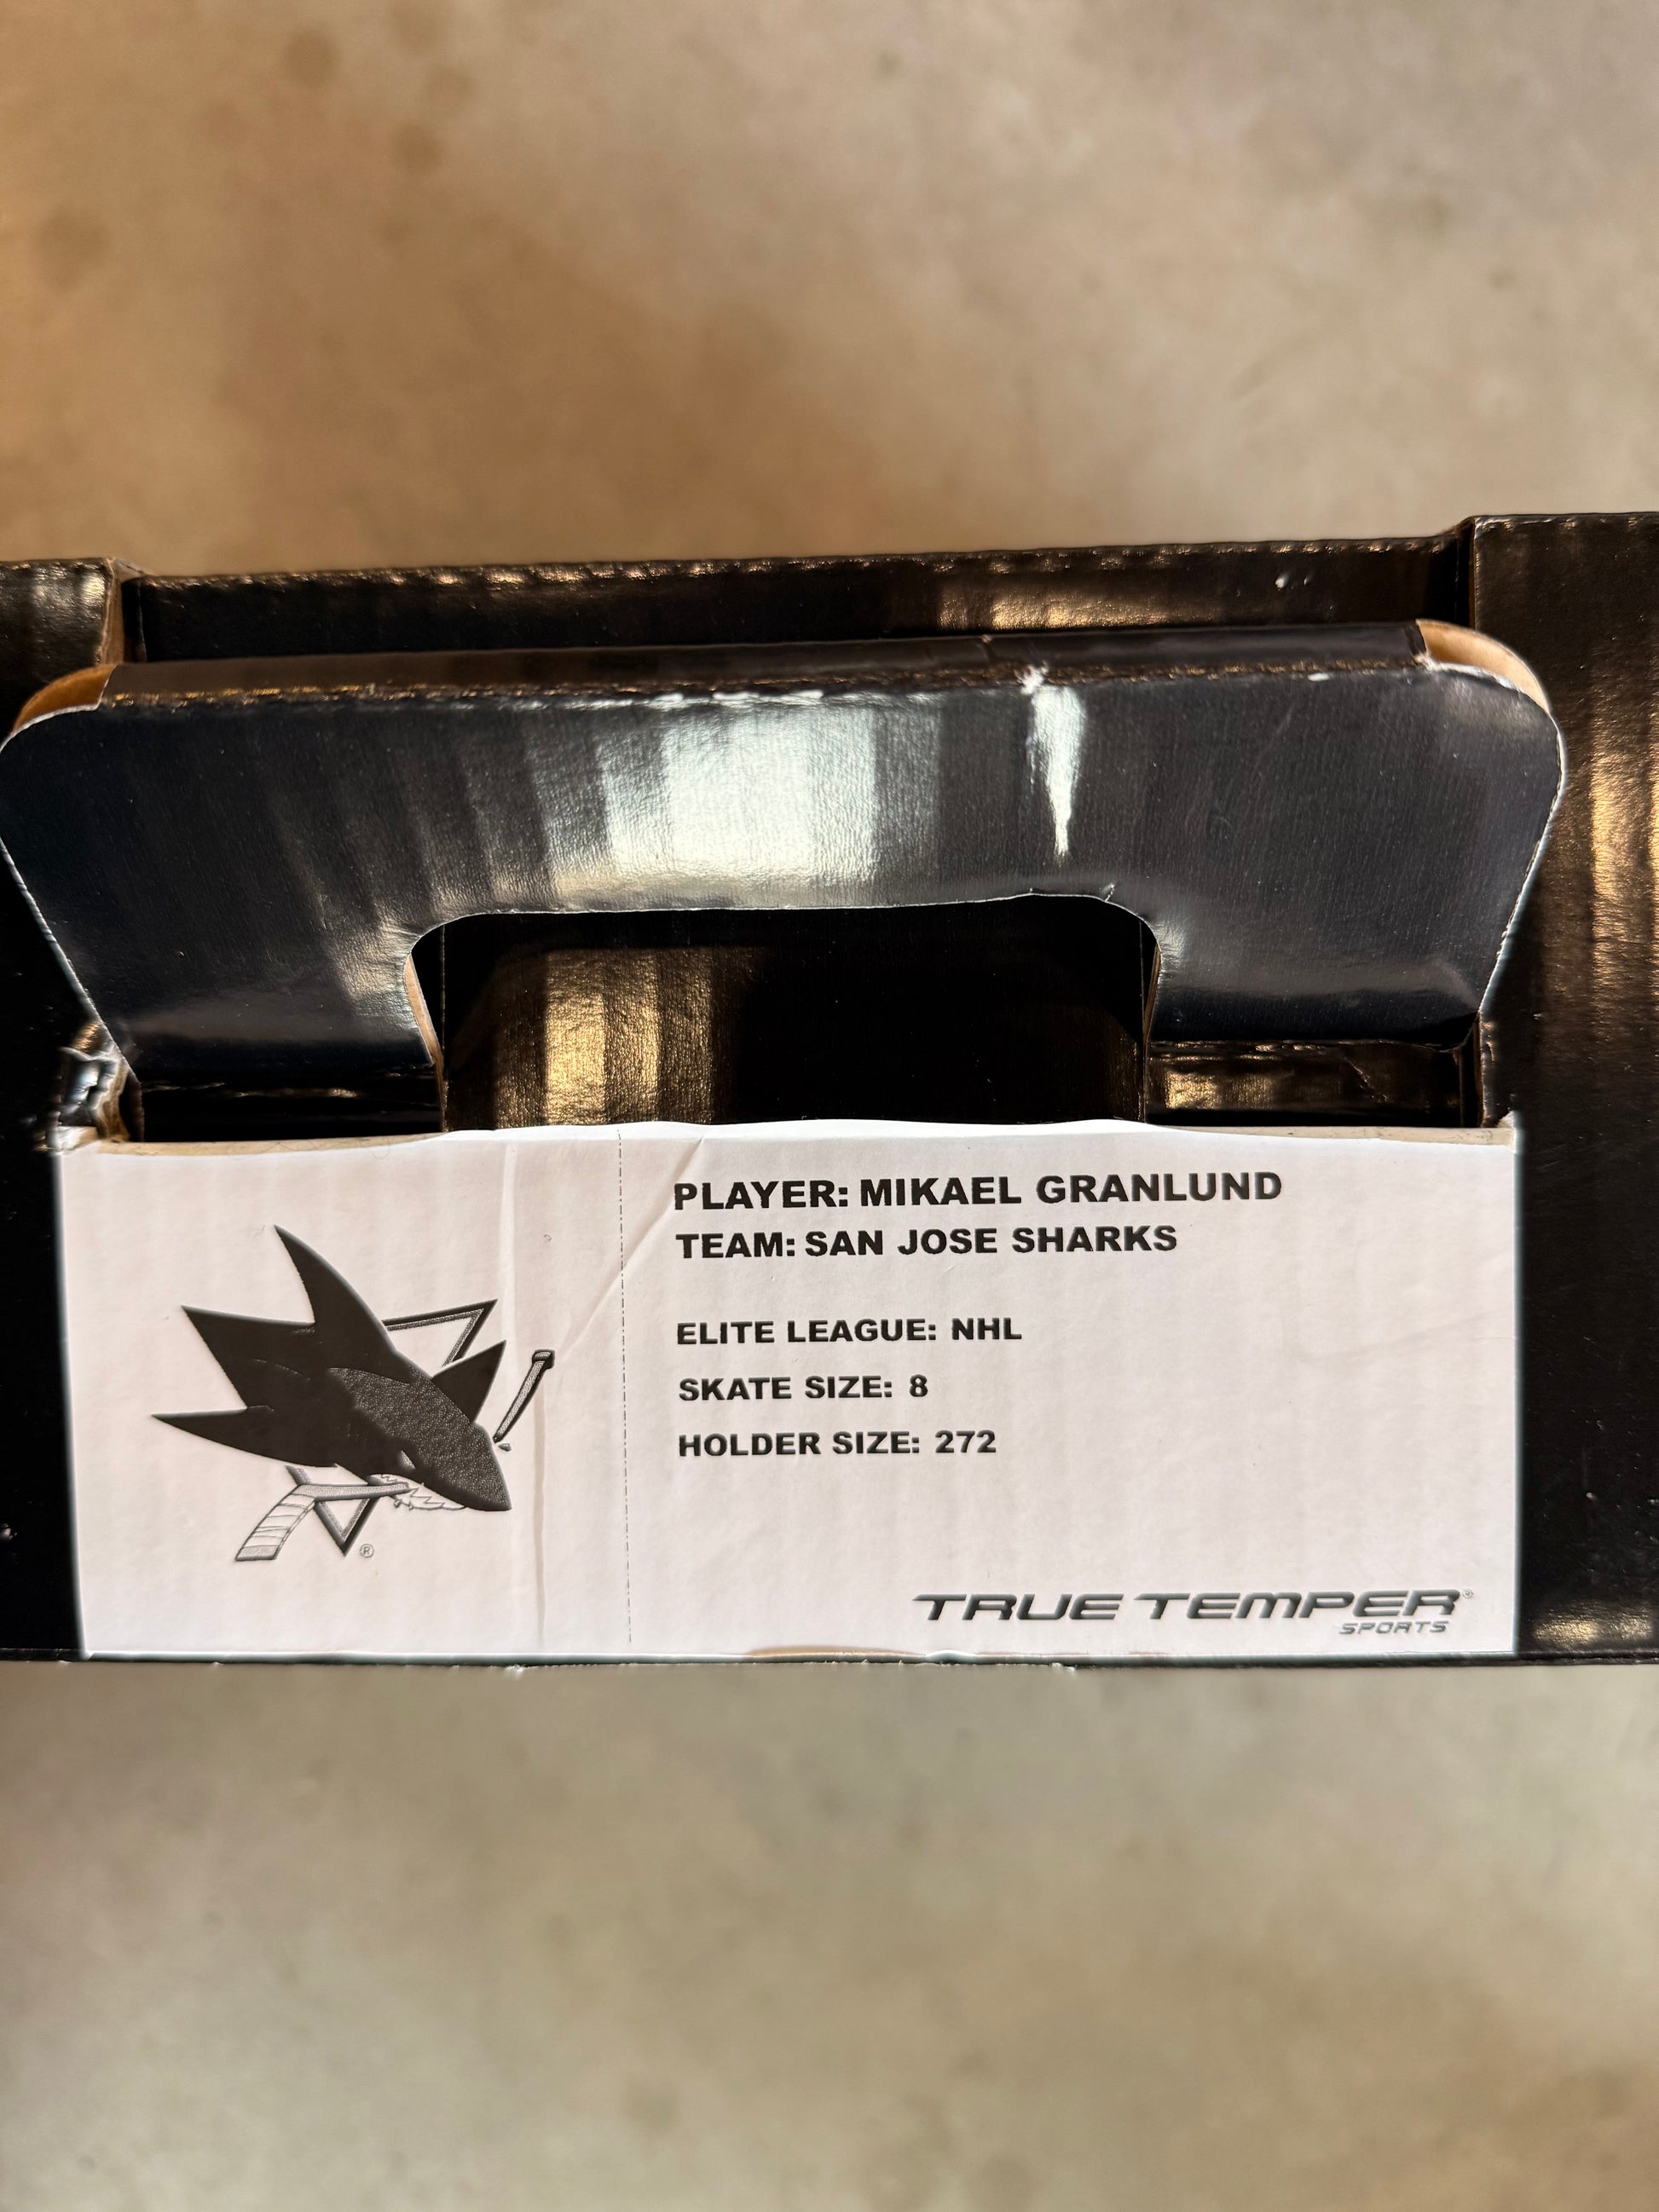 PLAYER: MIKAEL GRANLUND
TEAM: SAN JOSE SHARKS
ELITE LEAGUE: NHL
SKATE SIZE: 8
HOLDER SIZE: 272
®
TRUE TEMPER®
SPORTS